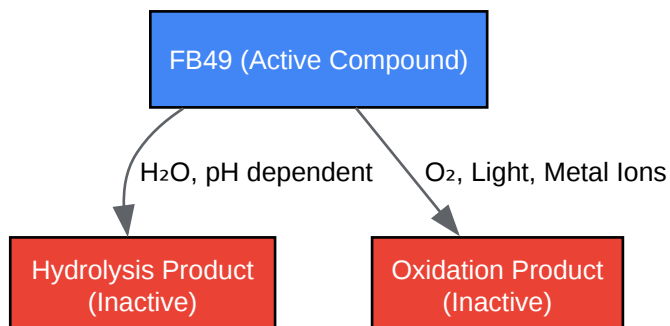 FB49 (Active Compound)
H₂O, pH dependent
O₂, Light, Metal Ions
Hydrolysis Product
(Inactive)
Oxidation Product
(Inactive)